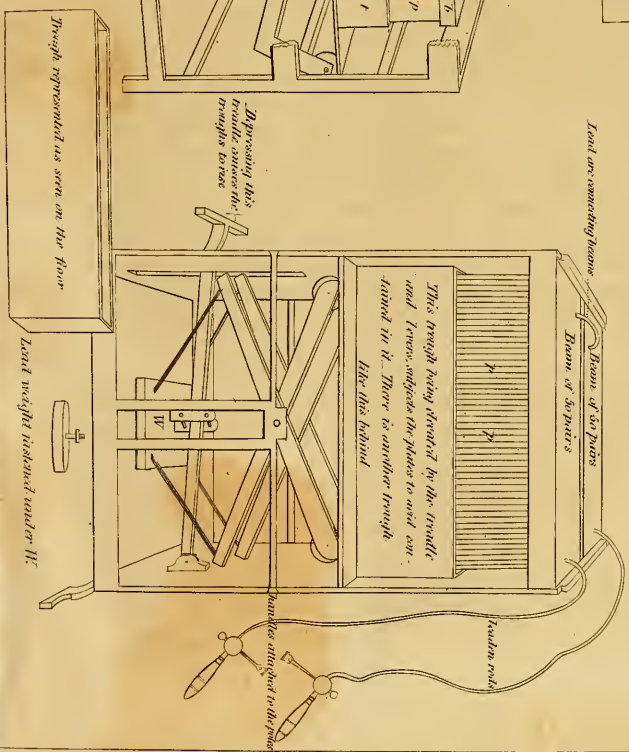 t
p
b
Lead arc connecting beams
Beam of 50 pairs
Beam of 50 pairs
p
p
This trough being elevated by the treadle
and levers, subjects the plates to acid con-
-tained in it. There is another trough
like this behind
Depressing this
treadle causes the
troughs to rise
Trough represented as seen on the floor
W
Lead weight fastened under W.
Leaden rods
Handles attached to the poles